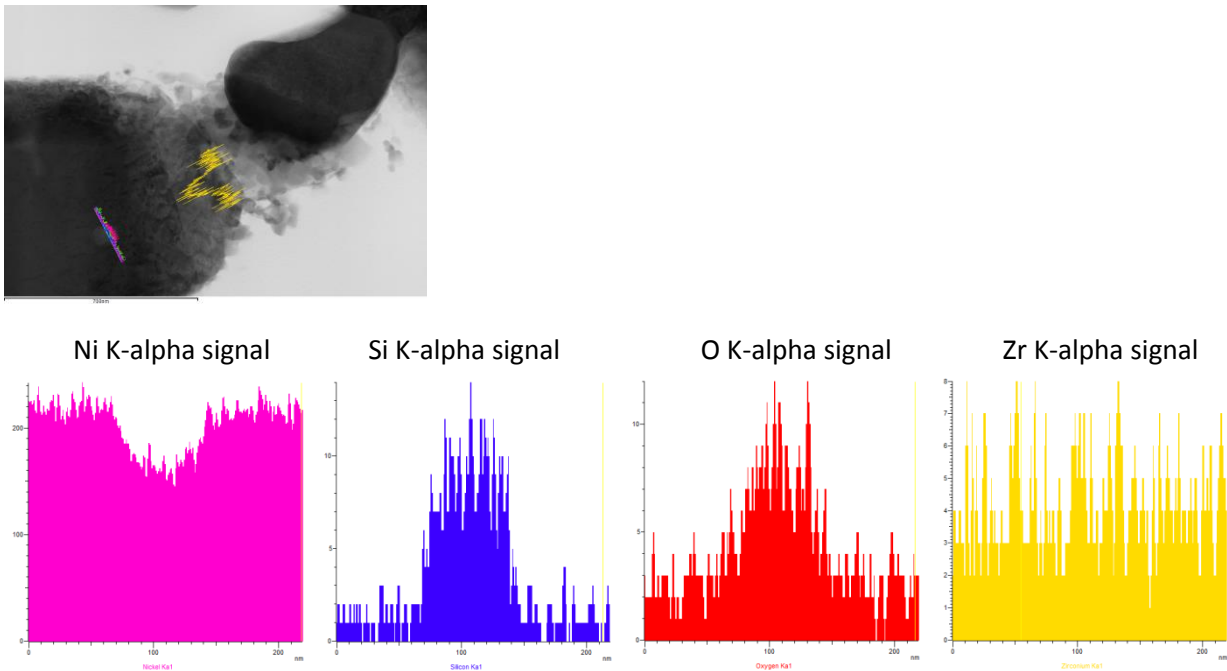 700nm
Ni K-alpha signal
Si K-alpha signal
O K-alpha signal
Zr K-alpha signal
200
100
0
0
100
200
nm
Nickel Ka1
10
5
0
0
100
200
nm
Silicon Ka1
10
5
0
100
200
nm
Oxygen Ka1
8
7
6
5
4
3
2
1
0
0
100
200
nm
Zirconium Ka1